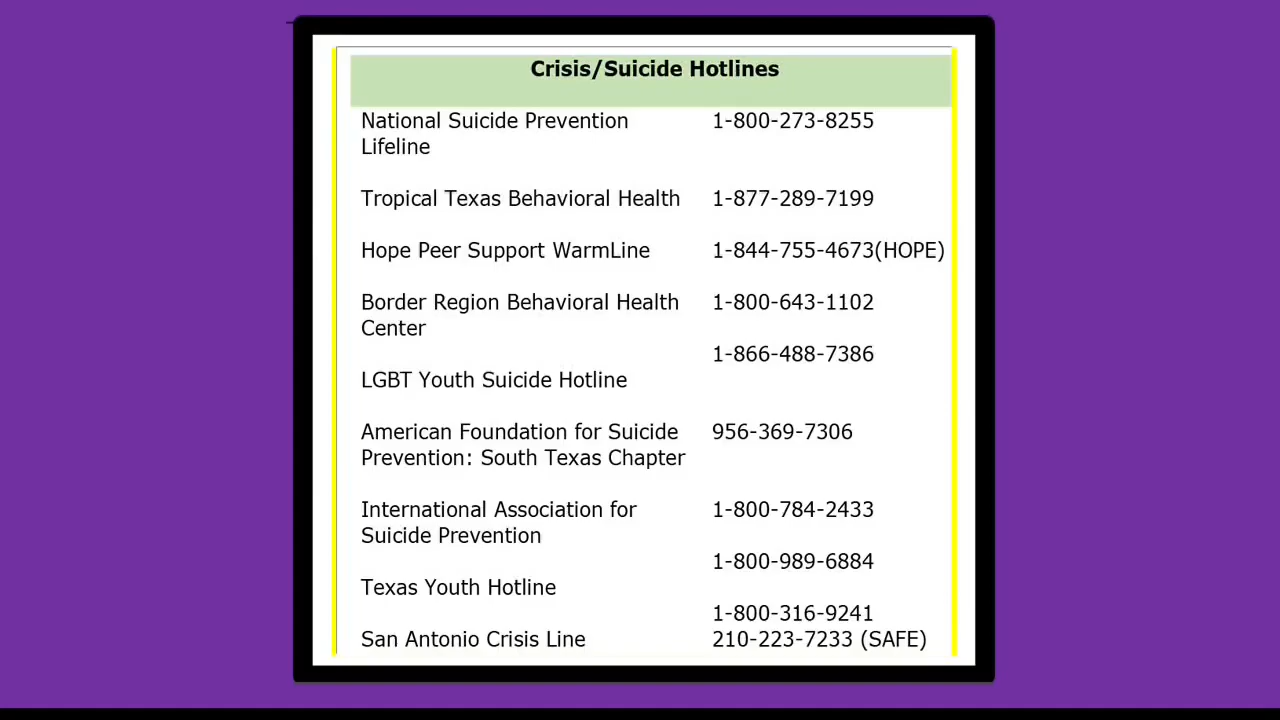 Crisis/Suicide Hotlines
National Suicide Prevention 1-800-273-8255
Lifeline
Tropical Texas Behavioral Health 1-877-289-7199
Hope Peer Support WarmLine 1-844-755-4673(HOPE)
Border Region Behavioral Health 1-800-643-1102
Center
1-866-488-7386
LGBT Youth Suicide Hotline
American Foundation for Suicide 956-369-7306
Prevention: South Texas Chapter
International Association for 1-800-784-2433
Suicide Prevention
1-800-989-6884
Texas Youth Hotline
1-800-316-9241
San Antonio Crisis Line 210-223-7233 (SAFE)